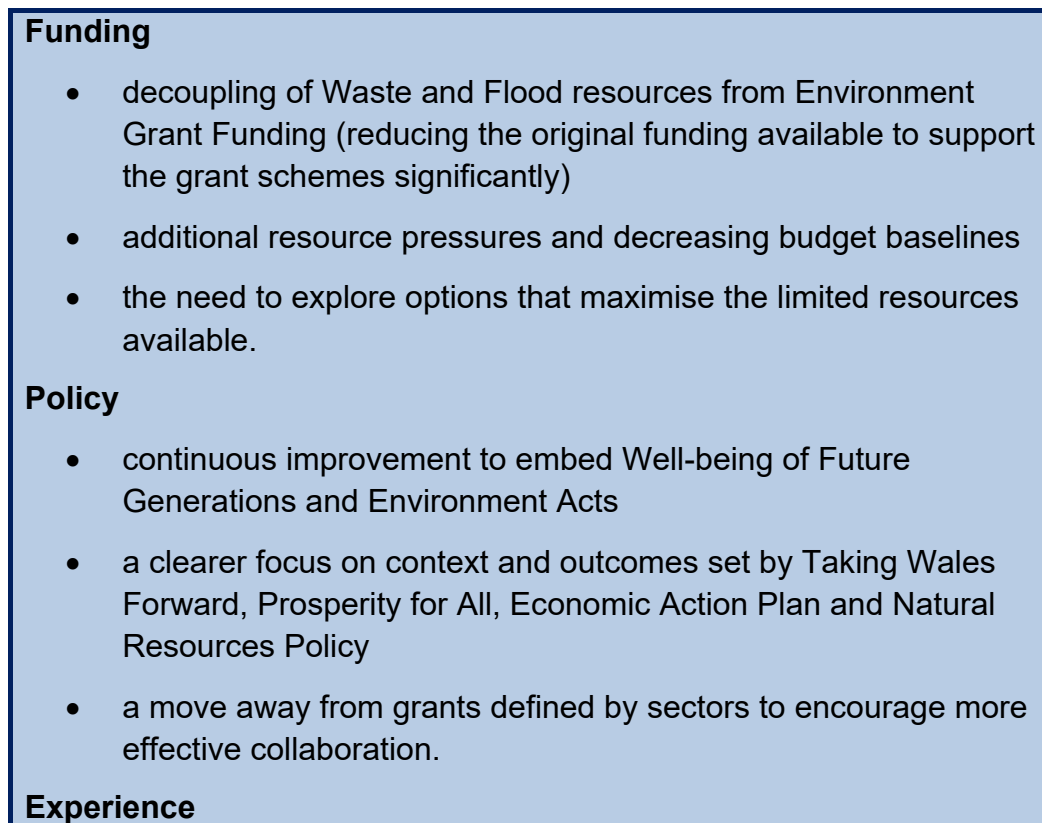 Funding
• decoupling of Waste and Flood resources from Environment
Grant Funding (reducing the original funding available to support
the grant schemes significantly)
• additional resource pressures and decreasing budget baselines
• the need to explore options that maximise the limited resources
available.
Policy
• continuous improvement to embed Well-being of Future
Generations and Environment Acts
• a clearer focus on context and outcomes set by Taking Wales
Forward, Prosperity for All, Economic Action Plan and Natural
Resources Policy
• a move away from grants defined by sectors to encourage more
effective collaboration.
Experience